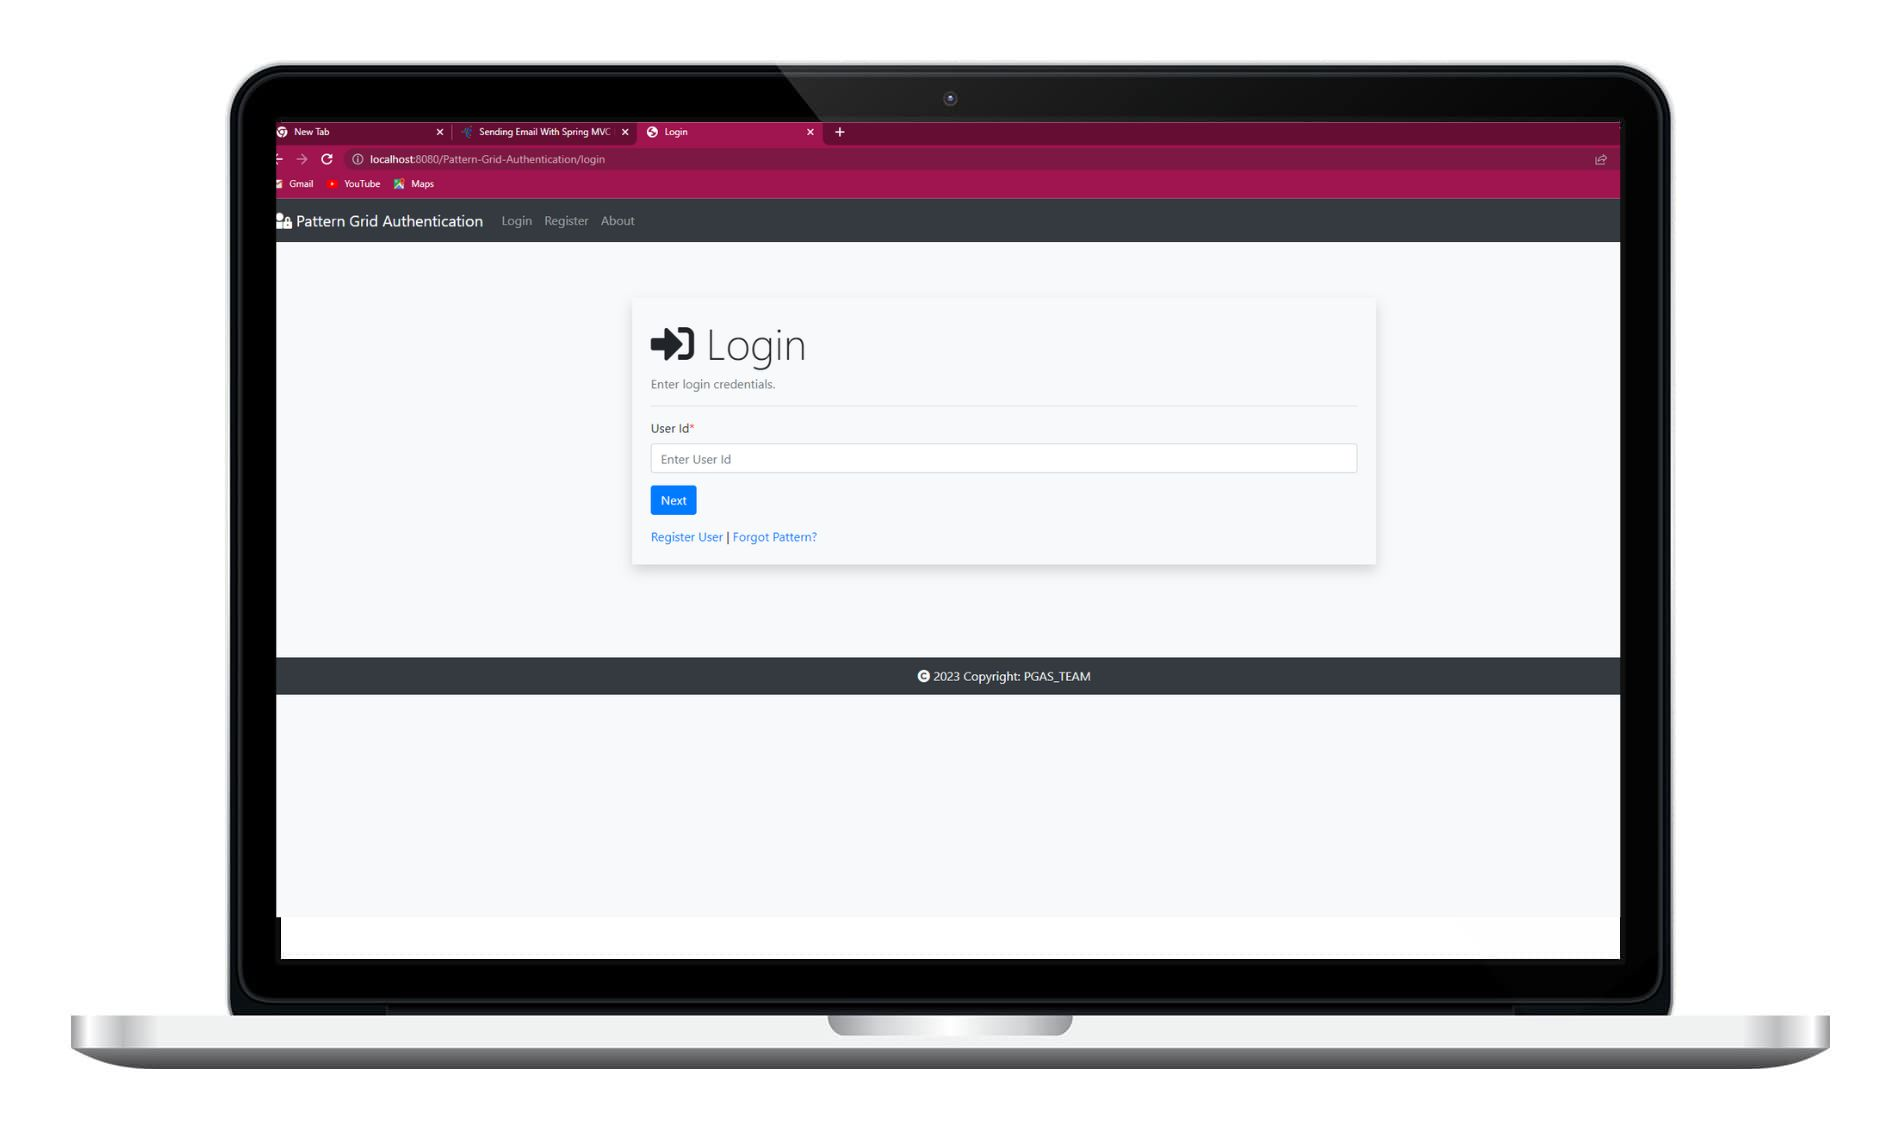 New Tab
Sending Email With Spring MVC
Login
localhost:8080/Pattern-Grid-Authentication/login
Gmail
YouTube
Maps
Pattern Grid Authentication Login Register About
Login
Enter login credentials.
User Id*
Enter User Id
Next
Register User | Forgot Pattern?
© 2023 Copyright: PGAS_TEAM